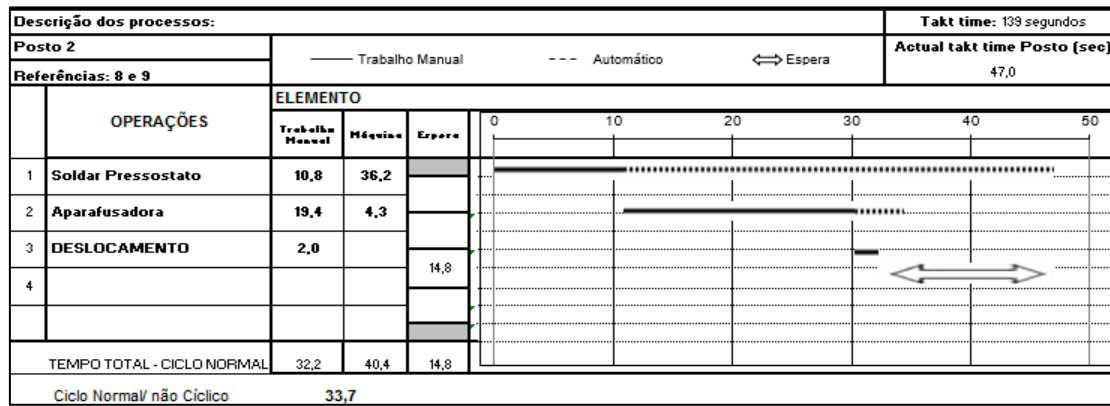 Descrição dos processos:
Takt time: 139 segundos
Posto 2
Trabalho Manual
Automático
Espera
Actual takt time Posto (sec)
Referências: 8 e 9
47,0
OPERAÇÕES
ELEMENTO
Trabalho Manual
Máquina
Espera
0 10 20 30 40 50
1 Soldar Pressostato 10,8 36,2
2 Aparafusadora 19,4 4,3
3 DESLOCAMENTO 2,0
14,8
4
TEMPO TOTAL - CICLO NORMAL 32,2 40,4 14,8
Ciclo Normal/ não Cíclico 33,7